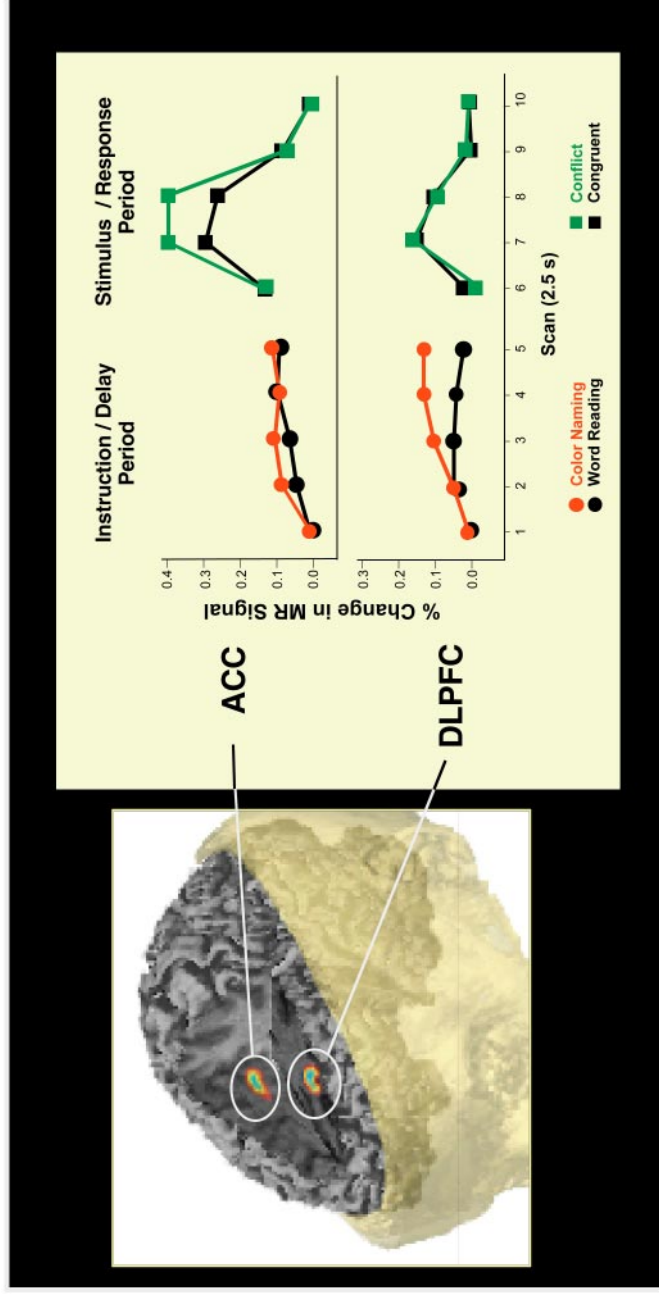 Instruction / Delay
Period
Stimulus / Response
Period
ACC
DLPFC
% Change in MR Signal
0.4
0.3
0.2
0.1
0.0
0.3
0.2
0.1
0.0
1 2 3 4 5 6 7 8 9 10
Scan (2.5 s)
Color Naming
Word Reading
Conflict
Congruent